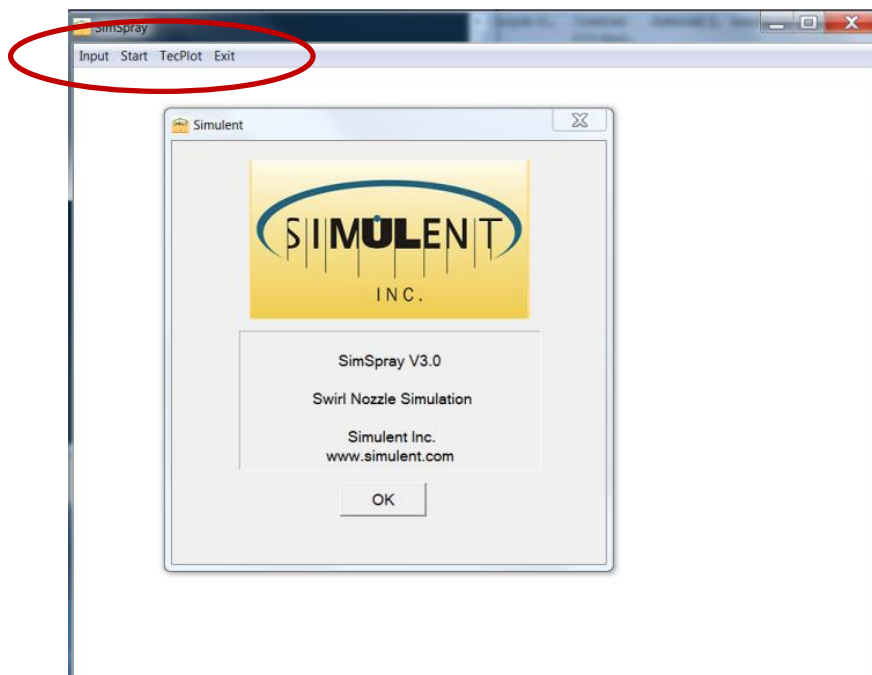 SimSpray
Input Start TecPlot Exit
Simulent
SIMULENT
INC.
SimSpray V3.0
Swirl Nozzle Simulation
Simulent Inc.
www.simulent.com
OK